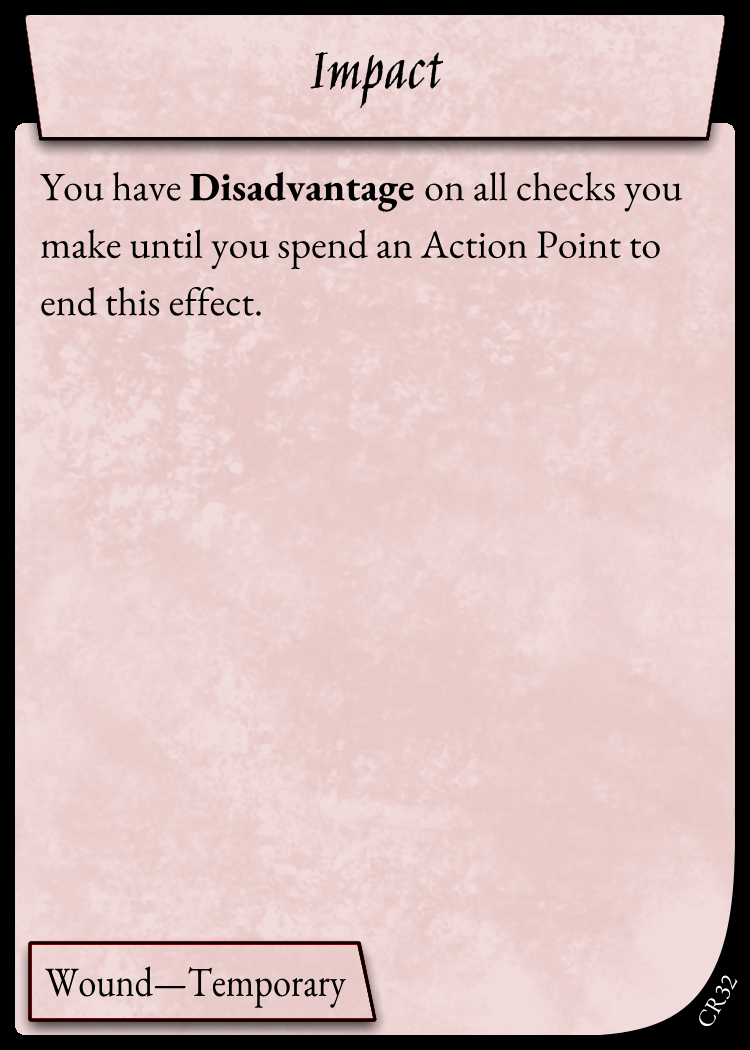 Impact
You have Disadvantage on all checks you
make until you spend an Action Point to
end this effect.
Wound—Temporary
CR32